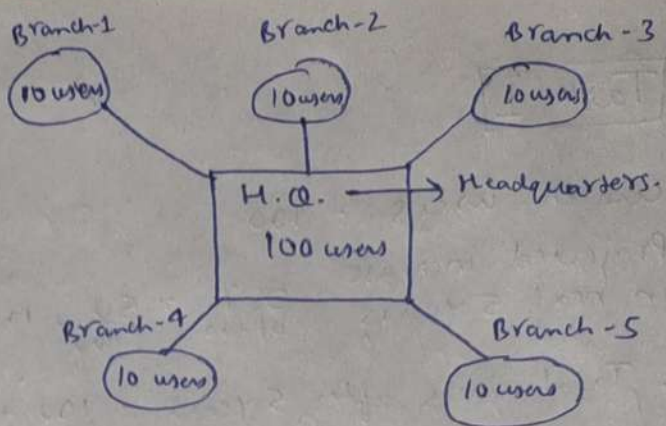 Branch-1
Branch-2
Branch-3
10 users
10 users
10 users
H.Q. → Headquarters.
100 users
Branch-4
Branch-5
10 users
10 users